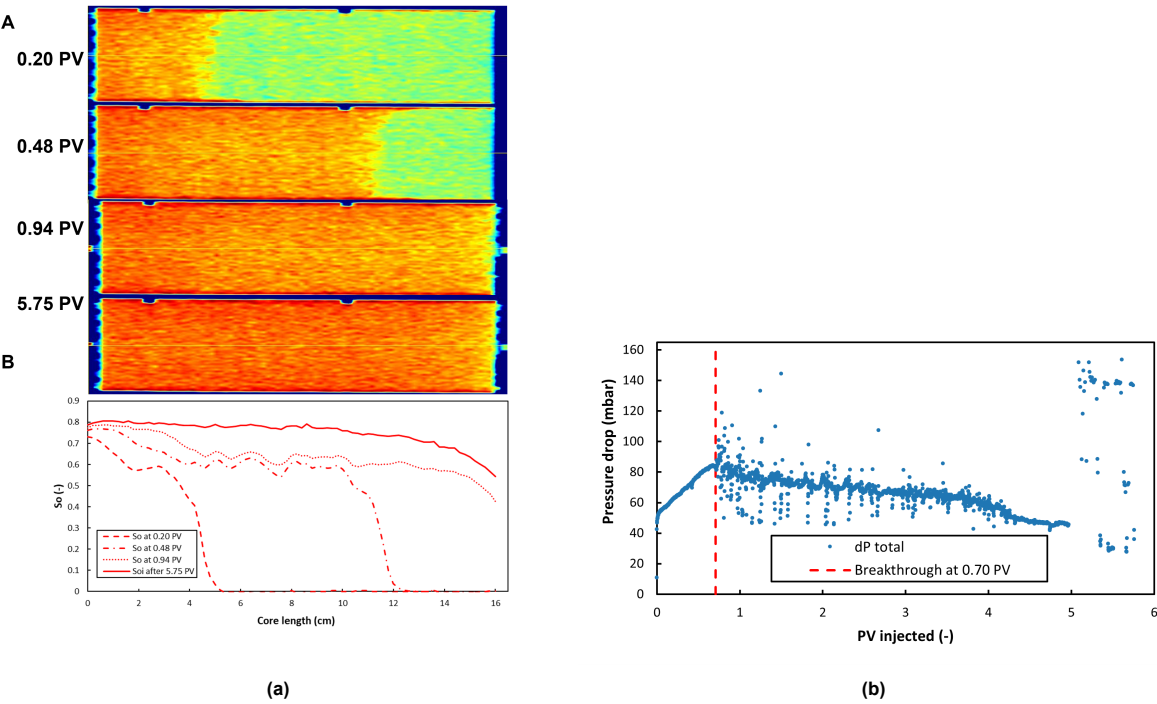 A
0.20 PV
0.48 PV
0.94 PV
5.75 PV
B
0.9
0.8
0.7
0.6
0.5
0.4
0.3
0.2
0.1
0
So (-)
So at 0.20 PV
So at 0.48 PV
So at 0.94 PV
Soi after 5.75 PV
0 2 4 6 8 10 12 14 16
Core length (cm)
(a)
160
140
120
100
80
60
40
20
0
Pressure drop (mbar)
dP total
Breakthrough at 0.70 PV
0 1 2 3 4 5 6
PV injected (-)
(b)